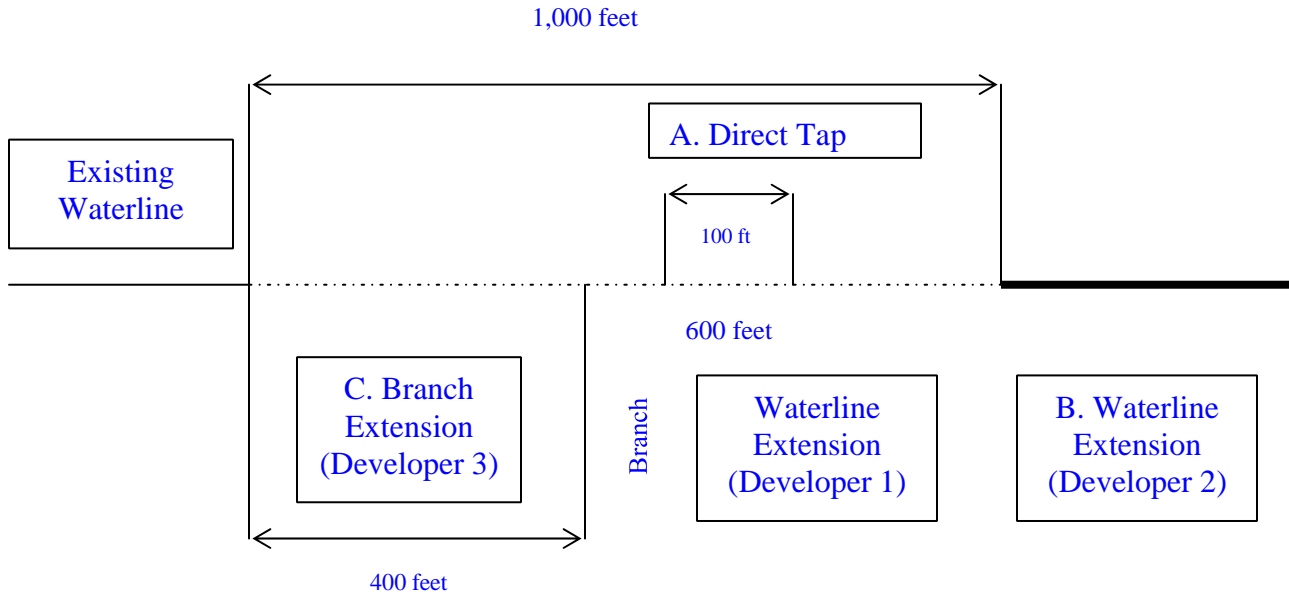 1,000 feet
A. Direct Tap
Existing
Waterline
100 ft
600 feet
C. Branch
Extension
(Developer 3)
Branch
Waterline
Extension
(Developer 1)
B. Waterline
Extension
(Developer 2)
400 feet